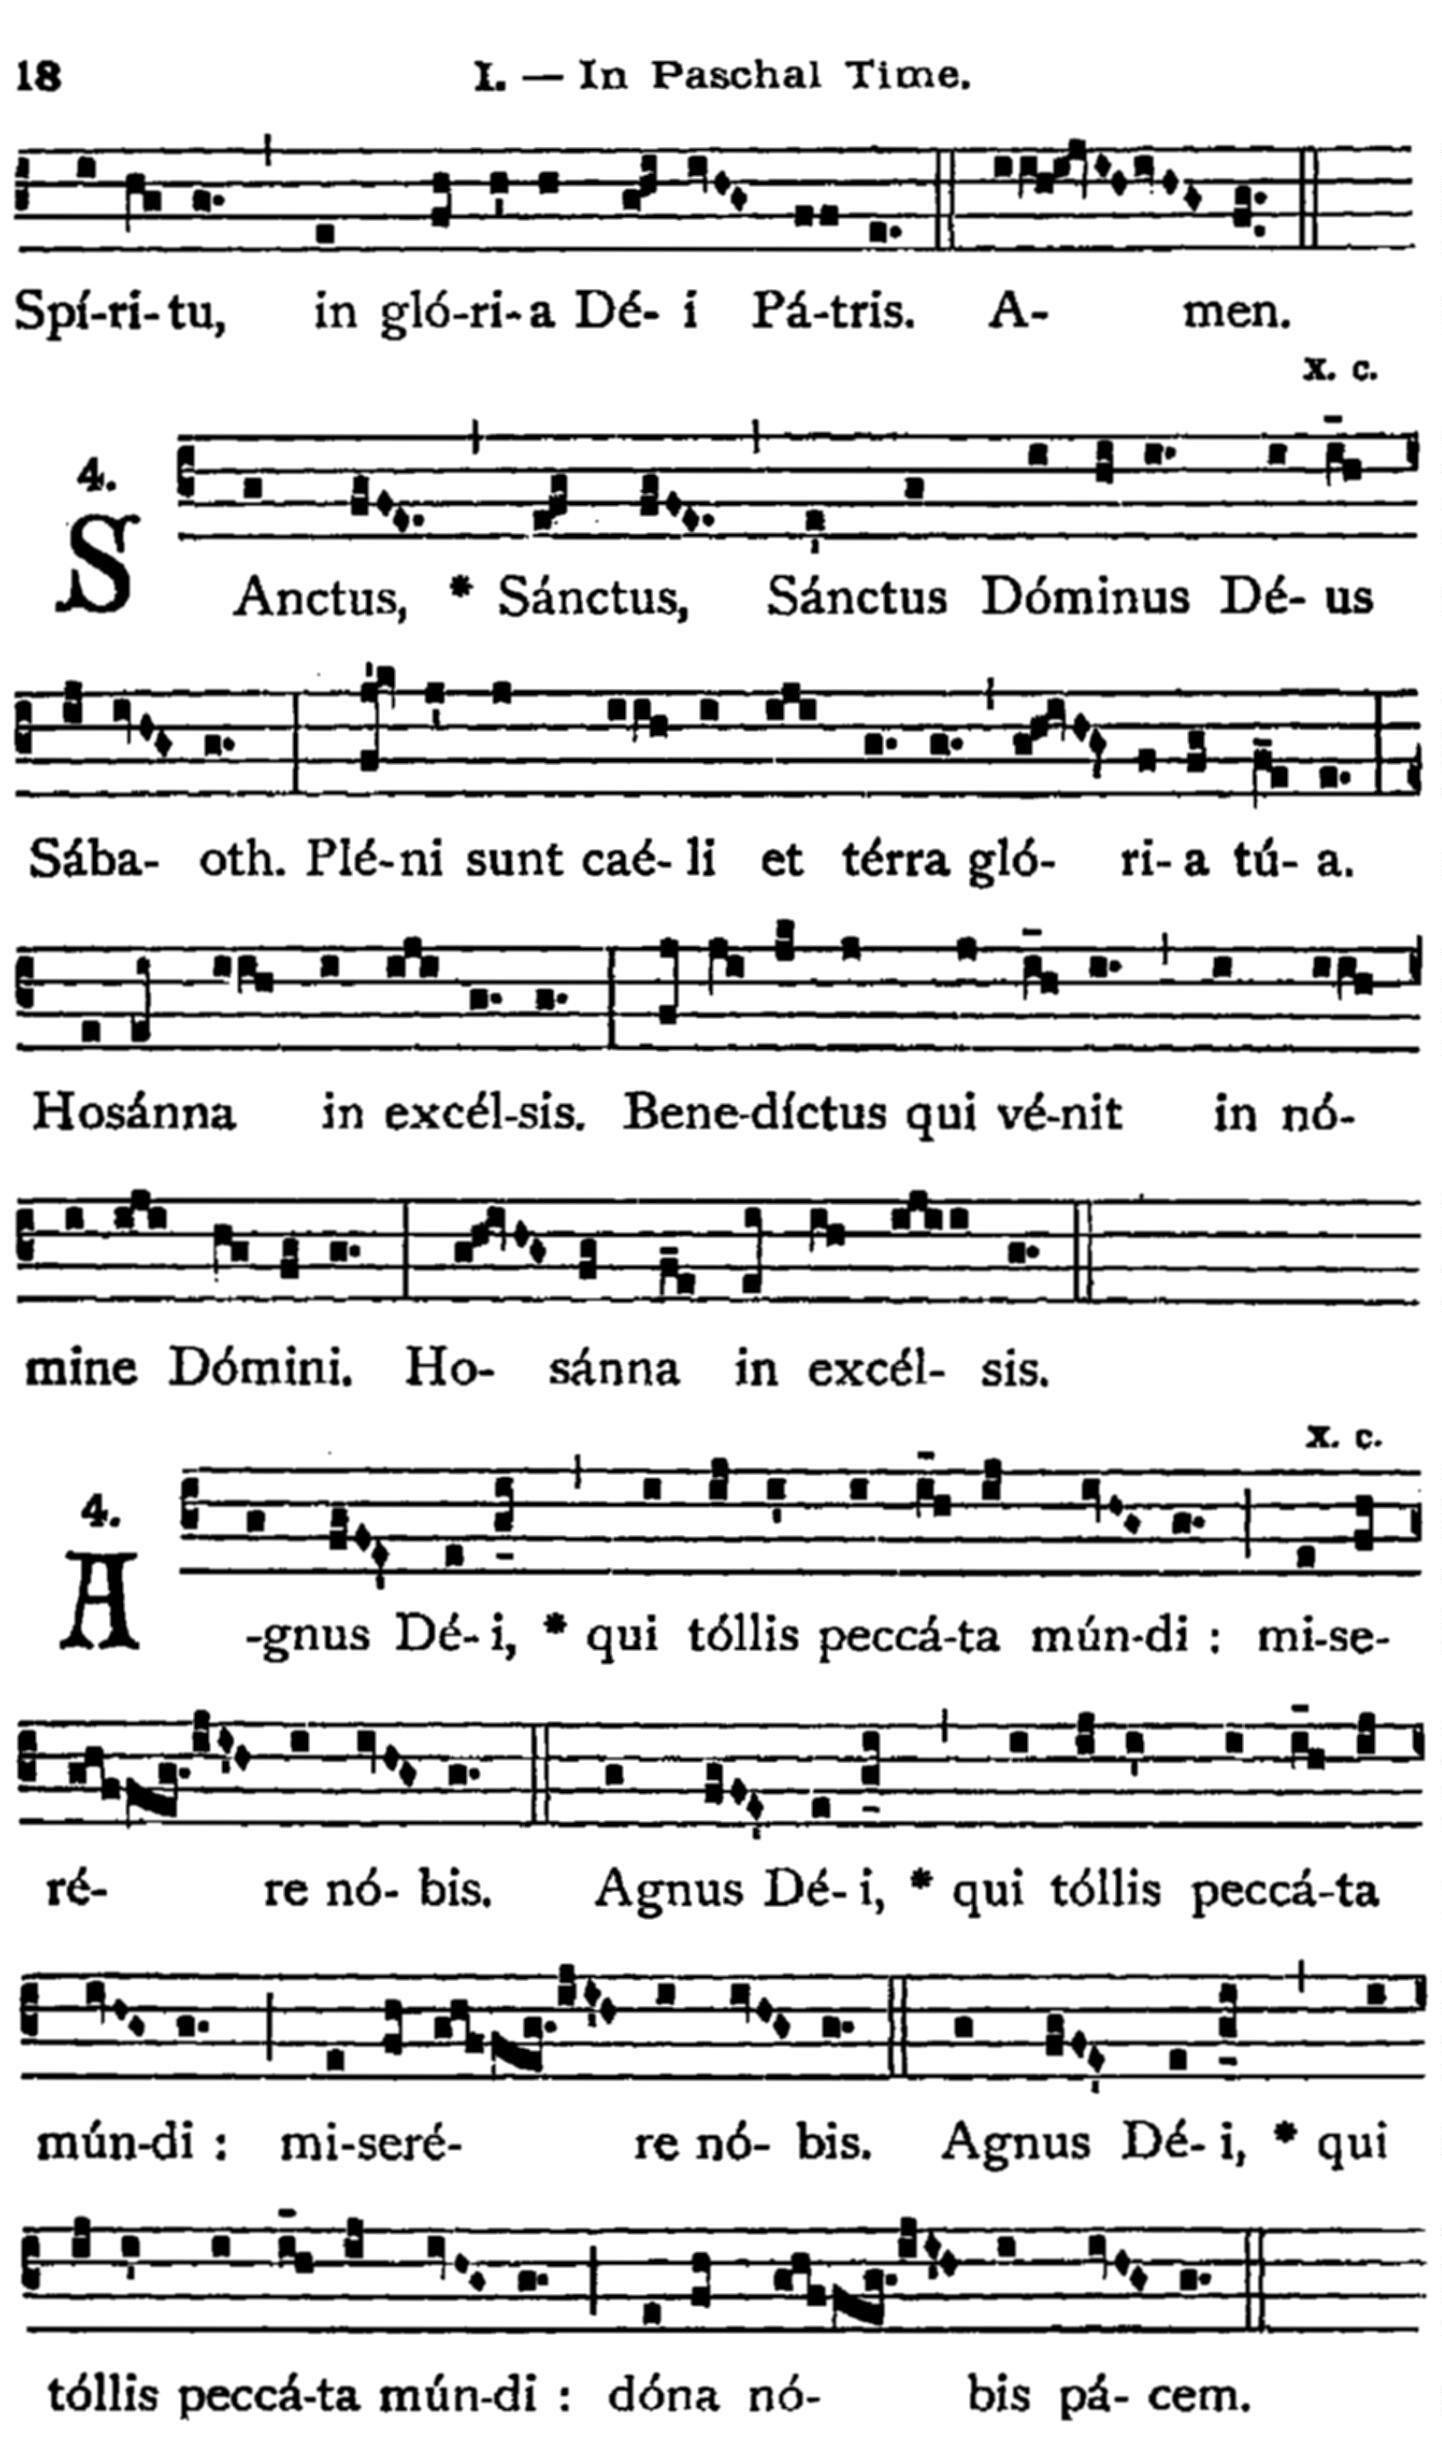 18 I. — In Paschal Time.
Spí-ri-tu, in gló-ri-a Dé- i Pá-tris. A- men.
X. c.
4.
SAnctus, * Sánctus, Sánctus Dóminus Dé- us
Sába- oth. Plé-ni sunt caé- li et térra gló- ri- a tú- a.
Hosánna in excél-sis. Bene-díctus qui vé-nit in nó-
mine Dómini. Ho- sánna in excél- sis.
X. c.
4.
A-gnus Dé- i, * qui tóllis peccá-ta mún-di : mi-se-
ré- re nó- bis. Agnus Dé- i, * qui tóllis peccá-ta
mún-di : mi-seré- re nó- bis. Agnus Dé- i, * qui
tóllis peccá-ta mún-di : dóna nó- bis pá- cem.